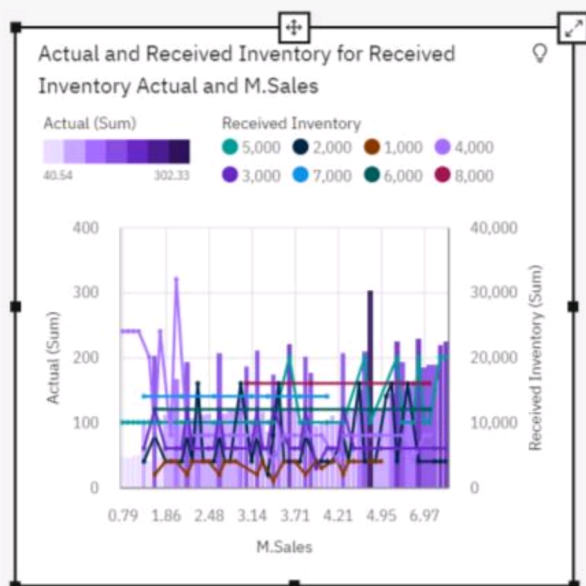 Actual and Received Inventory for Received
Inventory Actual and M.Sales
Actual (Sum)
40.54 302.33
Received Inventory
5,000 2,000 1,000 4,000
3,000 7,000 6,000 8,000
400 40,000
300 30,000
200 20,000
100 10,000
0 0
Actual (Sum)
Received Inventory (Sum)
0.79 1.86 2.48 3.14 3.71 4.21 4.95 6.97
M.Sales